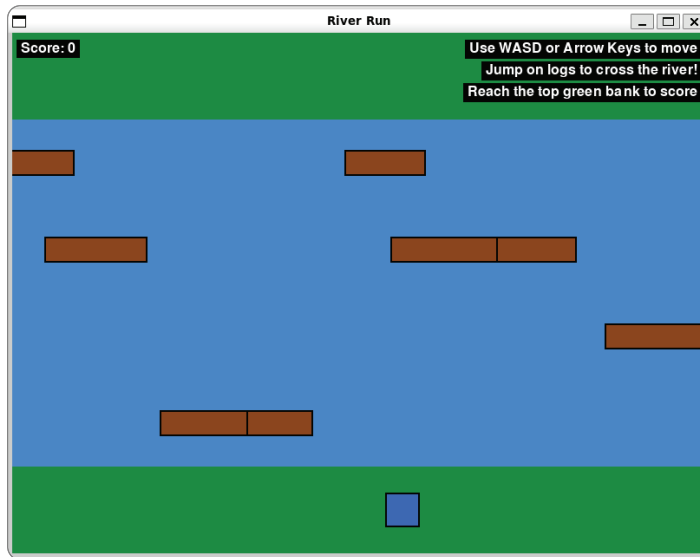 River Run
Score: 0
Use WASD or Arrow Keys to move
Jump on logs to cross the river!
Reach the top green bank to score